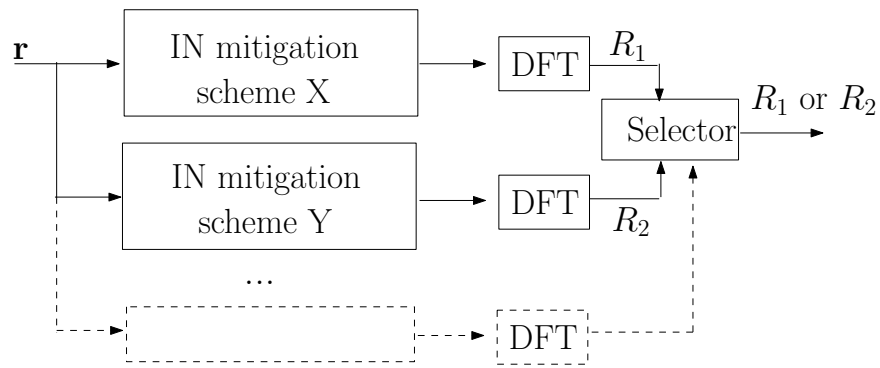 r
IN mitigation
scheme X
DFT
R₁
Selector
R₁ or R₂
IN mitigation
scheme Y
DFT
R₂
...
DFT